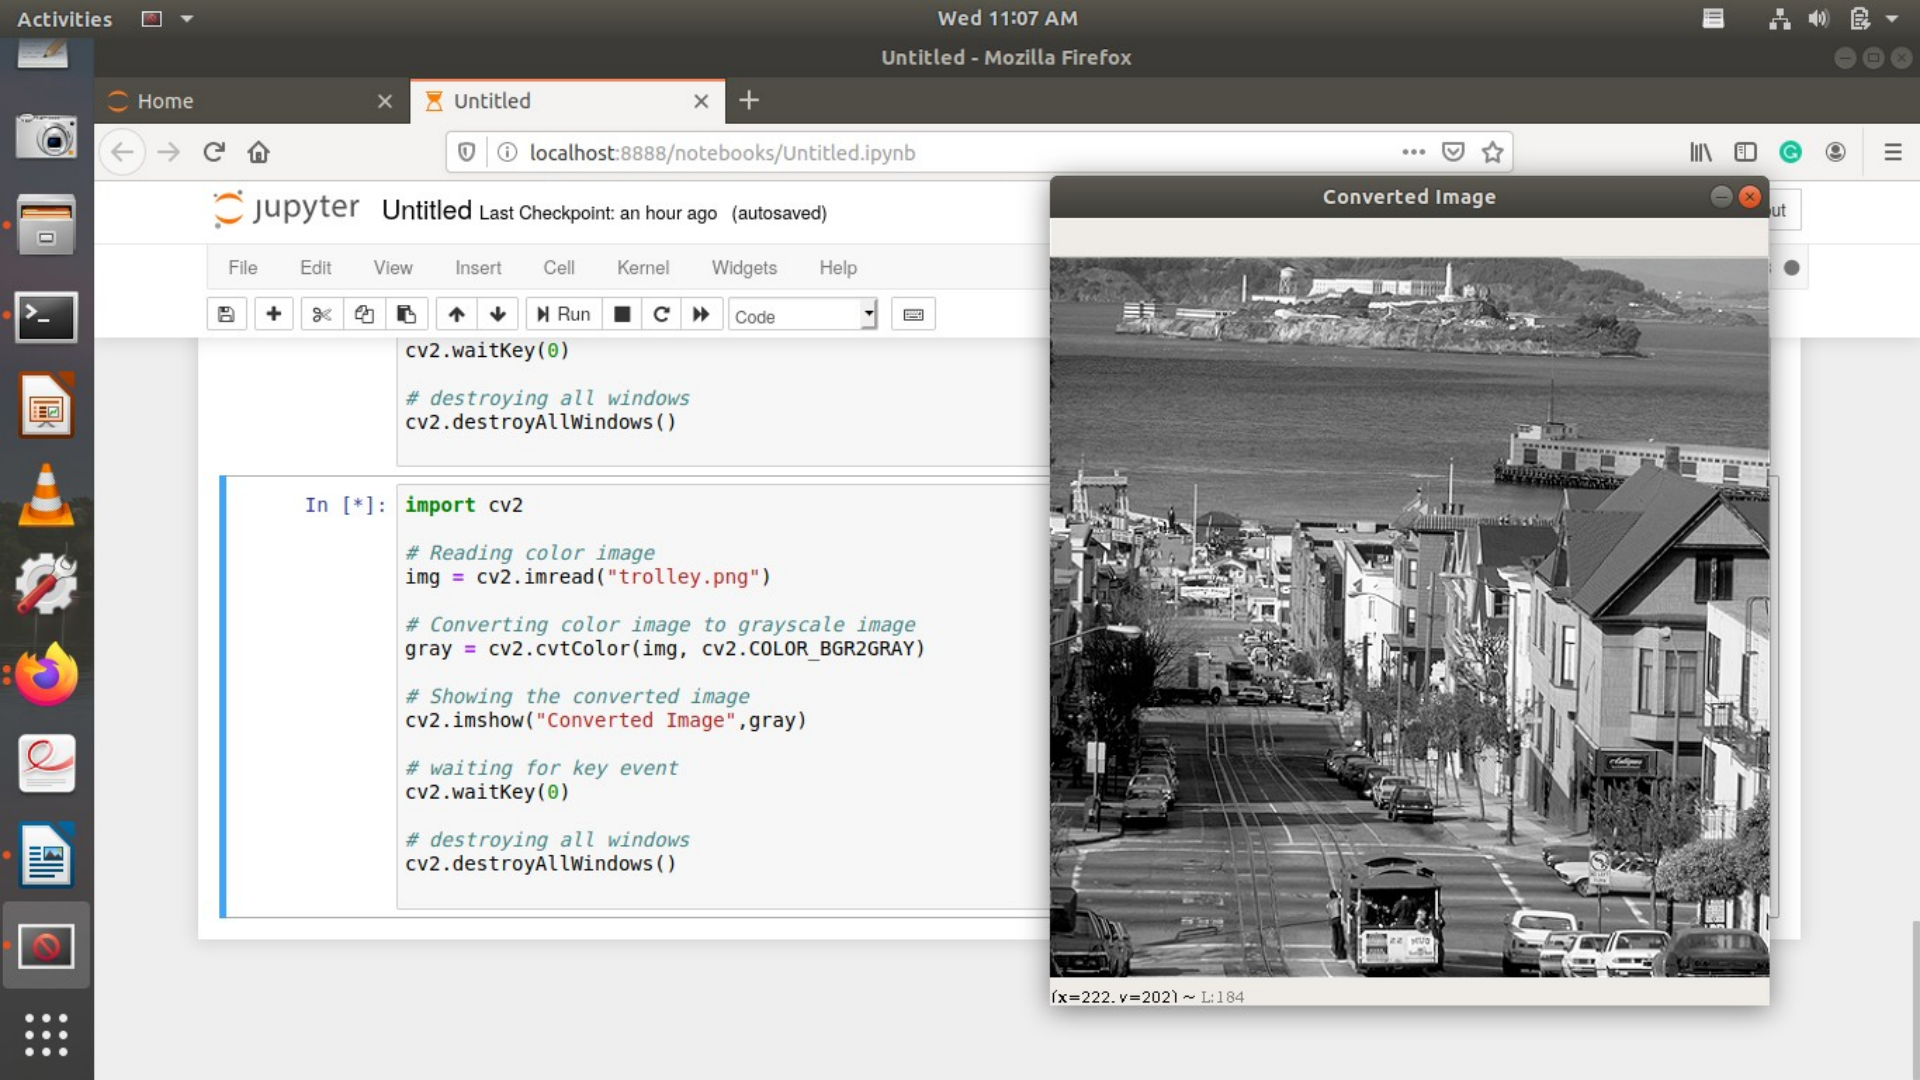 Activities
Wed 11:07 AM
Untitled - Mozilla Firefox
Home
Untitled
localhost:8888/notebooks/Untitled.ipynb
jupyter Untitled Last Checkpoint: an hour ago (autosaved)
Converted Image
File Edit View Insert Cell Kernel Widgets Help
Run
Code
cv2.waitKey(0)
# destroying all windows
cv2.destroyAllWindows()
In [*]:
import cv2
# Reading color image
img = cv2.imread("trolley.png")
# Converting color image to grayscale image
gray = cv2.cvtColor(img, cv2.COLOR_BGR2GRAY)
# Showing the converted image
cv2.imshow("Converted Image",gray)
# waiting for key event
cv2.waitKey(0)
# destroying all windows
cv2.destroyAllWindows()
Antiques
(x=222, y=202) ~ L:184